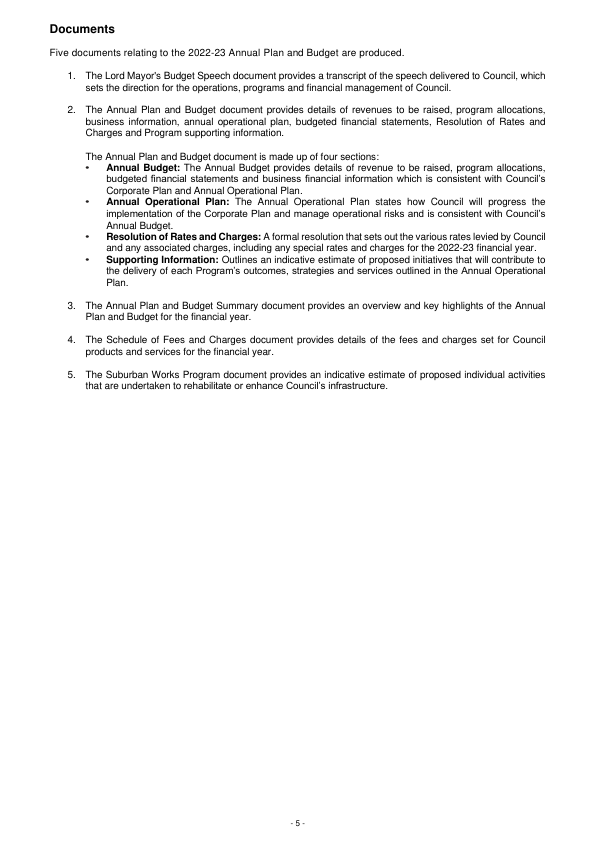 Documents
Five documents relating to the 2022-23 Annual Plan and Budget are produced.
1. The Lord Mayor's Budget Speech document provides a transcript of the speech delivered to Council, which
sets the direction for the operations, programs and financial management of Council.
2. The Annual Plan and Budget document provides details of revenues to be raised, program allocations,
business information, annual operational plan, budgeted financial statements, Resolution of Rates and
Charges and Program supporting information.
The Annual Plan and Budget document is made up of four sections:
• Annual Budget: The Annual Budget provides details of revenue to be raised, program allocations,
budgeted financial statements and business financial information which is consistent with Council's
Corporate Plan and Annual Operational Plan.
• Annual Operational Plan: The Annual Operational Plan states how Council will progress the
implementation of the Corporate Plan and manage operational risks and is consistent with Council's
Annual Budget.
• Resolution of Rates and Charges: A formal resolution that sets out the various rates levied by Council
and any associated charges, including any special rates and charges for the 2022-23 financial year.
• Supporting Information: Outlines an indicative estimate of proposed initiatives that will contribute to
the delivery of each Program's outcomes, strategies and services outlined in the Annual Operational
Plan.
3. The Annual Plan and Budget Summary document provides an overview and key highlights of the Annual
Plan and Budget for the financial year.
4. The Schedule of Fees and Charges document provides details of the fees and charges set for Council
products and services for the financial year.
5. The Suburban Works Program document provides an indicative estimate of proposed individual activities
that are undertaken to rehabilitate or enhance Council's infrastructure.
- 5 -